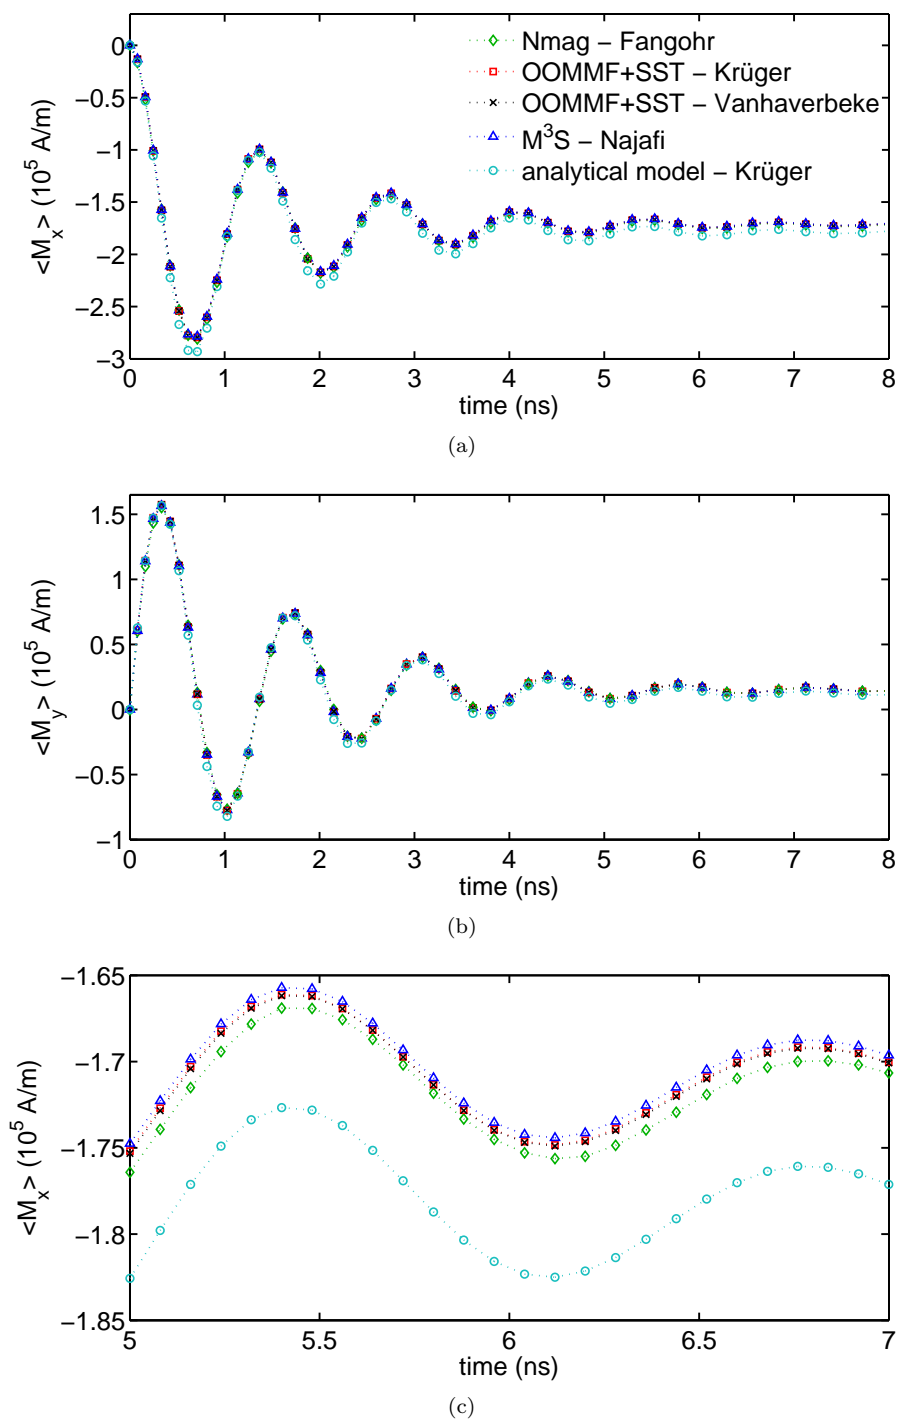 0
−0.5
−1
−1.5
−2
−2.5
−3
<M_x> (10^5 A/m)
Nmag − Fangohr
OOMMF+SST − Krüger
OOMMF+SST − Vanhaverbeke
M^3S − Najafi
analytical model − Krüger
0 1 2 3 4 5 6 7 8
time (ns)
(a)
1.5
1
0.5
0
−0.5
−1
<M_y> (10^5 A/m)
0 1 2 3 4 5 6 7 8
time (ns)
(b)
−1.65
−1.7
−1.75
−1.8
−1.85
<M_x> (10^5 A/m)
5 5.5 6 6.5 7
time (ns)
(c)